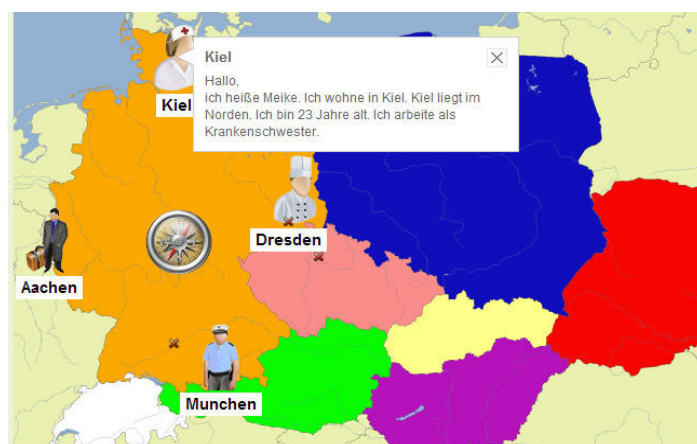 Kiel
Hallo,
ich heiße Meike. Ich wohne in Kiel. Kiel liegt im
Norden. Ich bin 23 Jahre alt. Ich arbeite als
Krankenschwester.
Kiel
Dresden
Aachen
Munchen